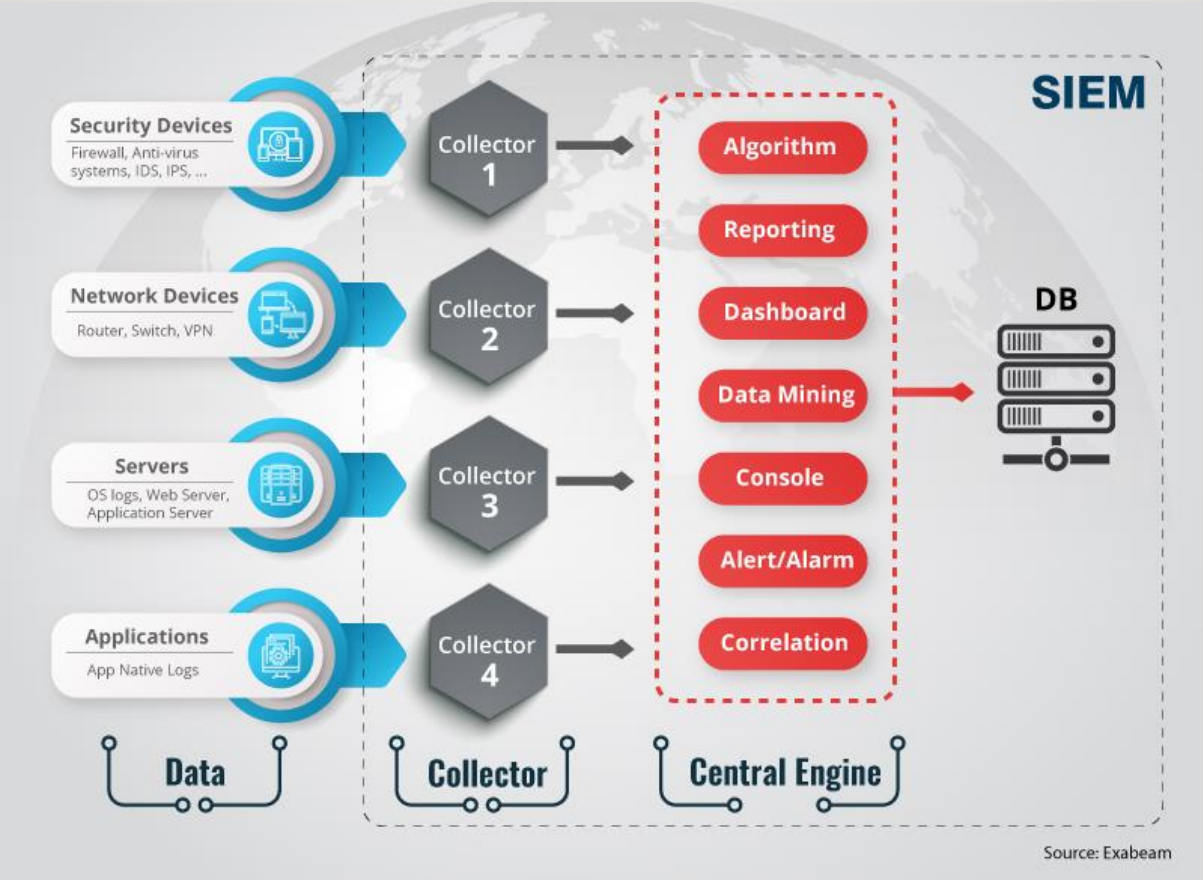 SIEM
Security Devices
Firewall, Anti-virus
systems, IDS, IPS, ...
Collector
1
Algorithm
Reporting
Network Devices
Router, Switch, VPN
Collector
2
Dashboard
DB
Data Mining
Servers
OS logs, Web Server,
Application Server
Collector
3
Console
Alert/Alarm
Applications
App Native Logs
Collector
4
Correlation
Data
Collector
Central Engine
Source: Exabeam